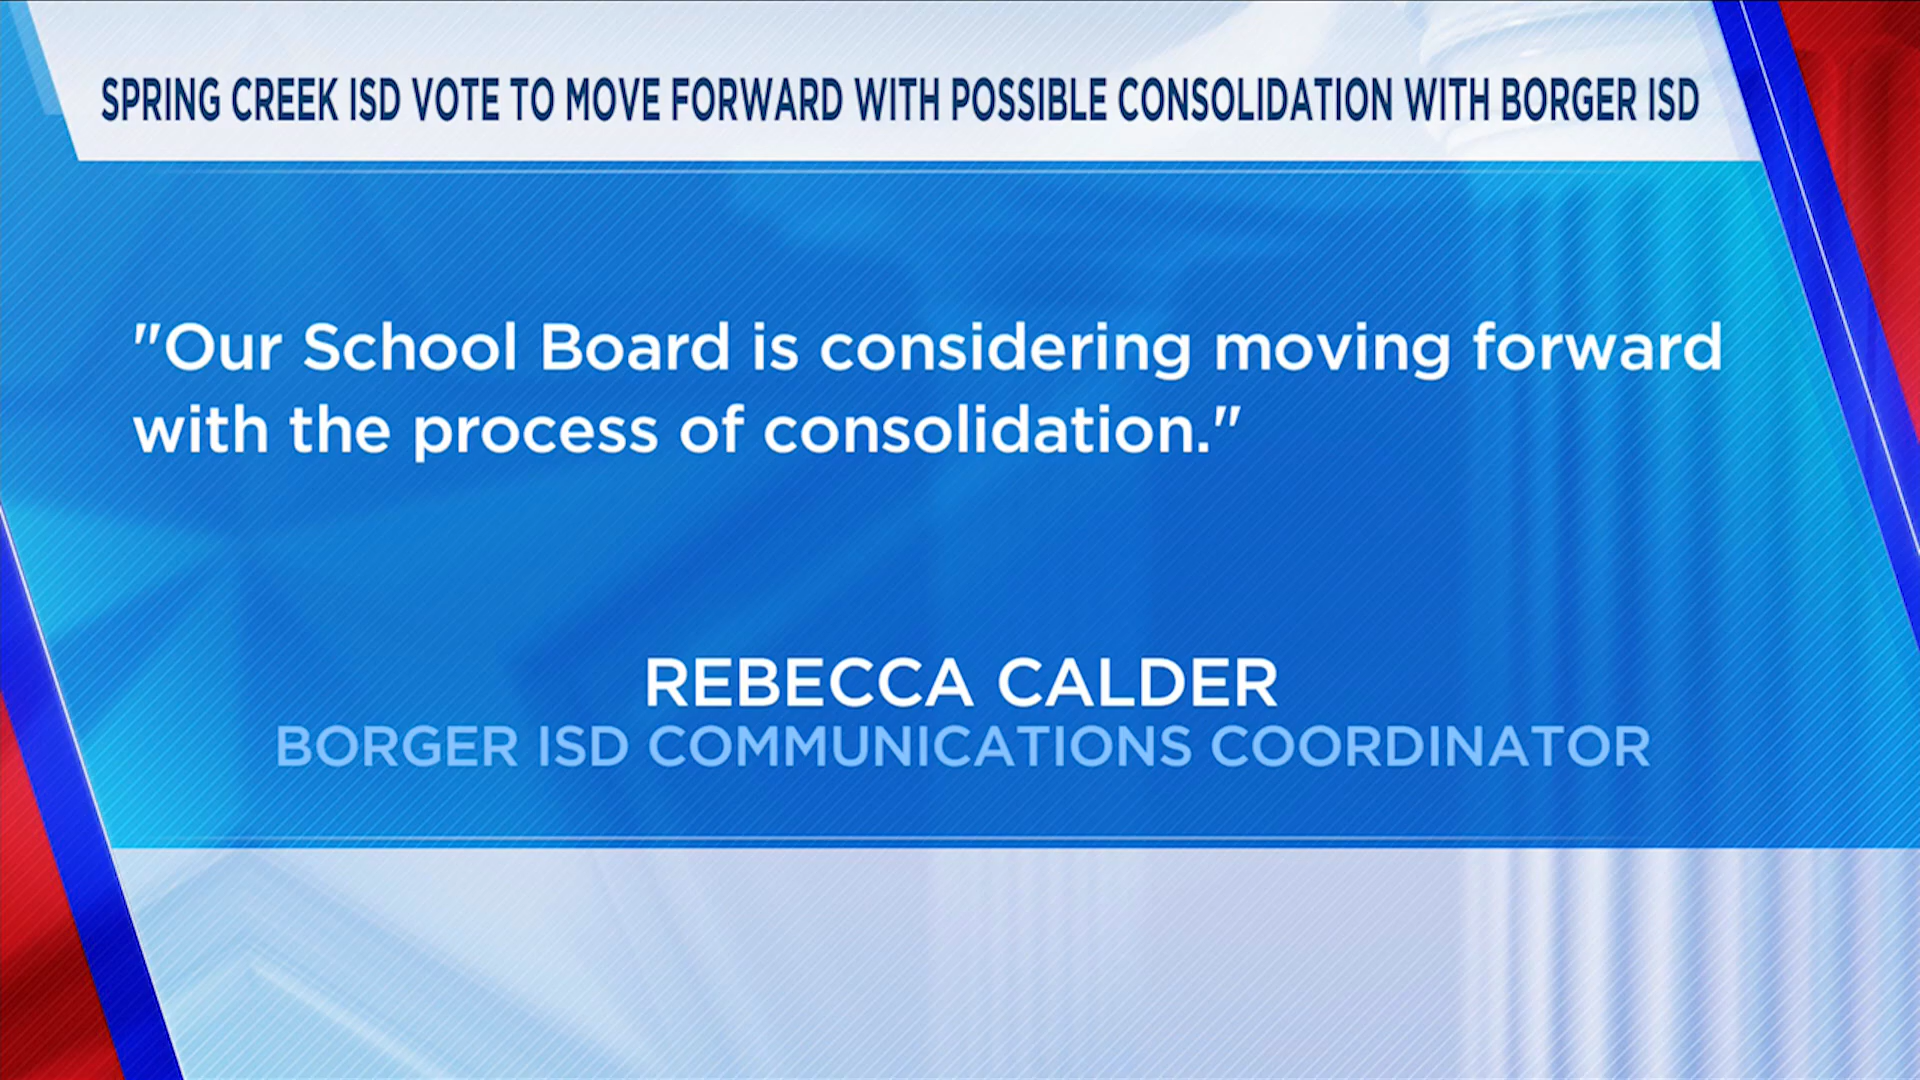 SPRING CREEK ISD VOTE TO MOVE FORWARD WITH POSSIBLE CONSOLIDATION WITH BORGER ISD
"Our School Board is considering moving forward
with the process of consolidation."
REBECCA CALDER
BORGER ISD COMMUNICATIONS COORDINATOR